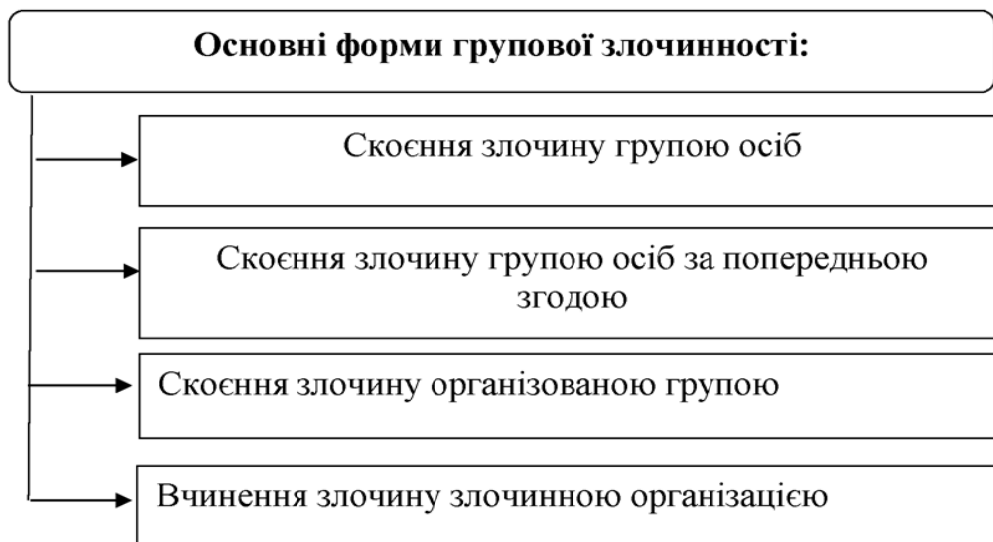 Основні форми групової злочинності:
Скоєння злочину групою осіб
Скоєння злочину групою осіб за попередньою
згодою
Скоєння злочину організованою групою
Вчинення злочину злочинною організацією